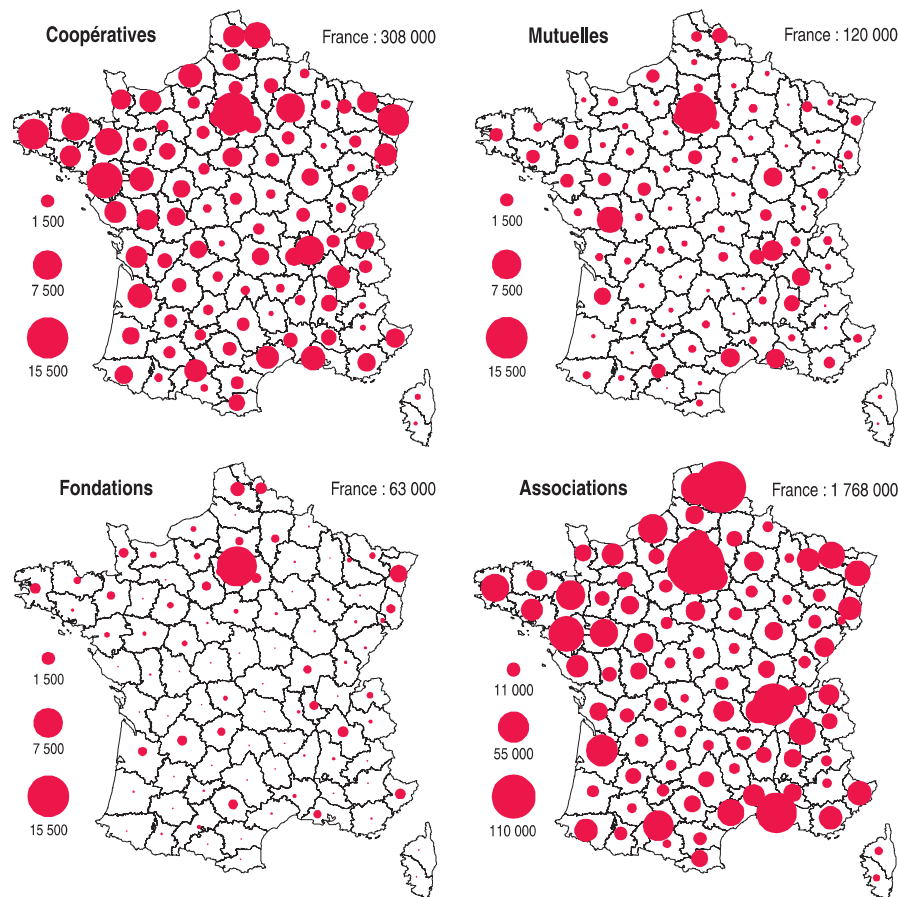 Coopératives
France : 308 000
1 500
7 500
15 500
Mutuelles
France : 120 000
1 500
7 500
15 500
Fondations
France : 63 000
1 500
7 500
15 500
Associations
France : 1 768 000
11 000
55 000
110 000